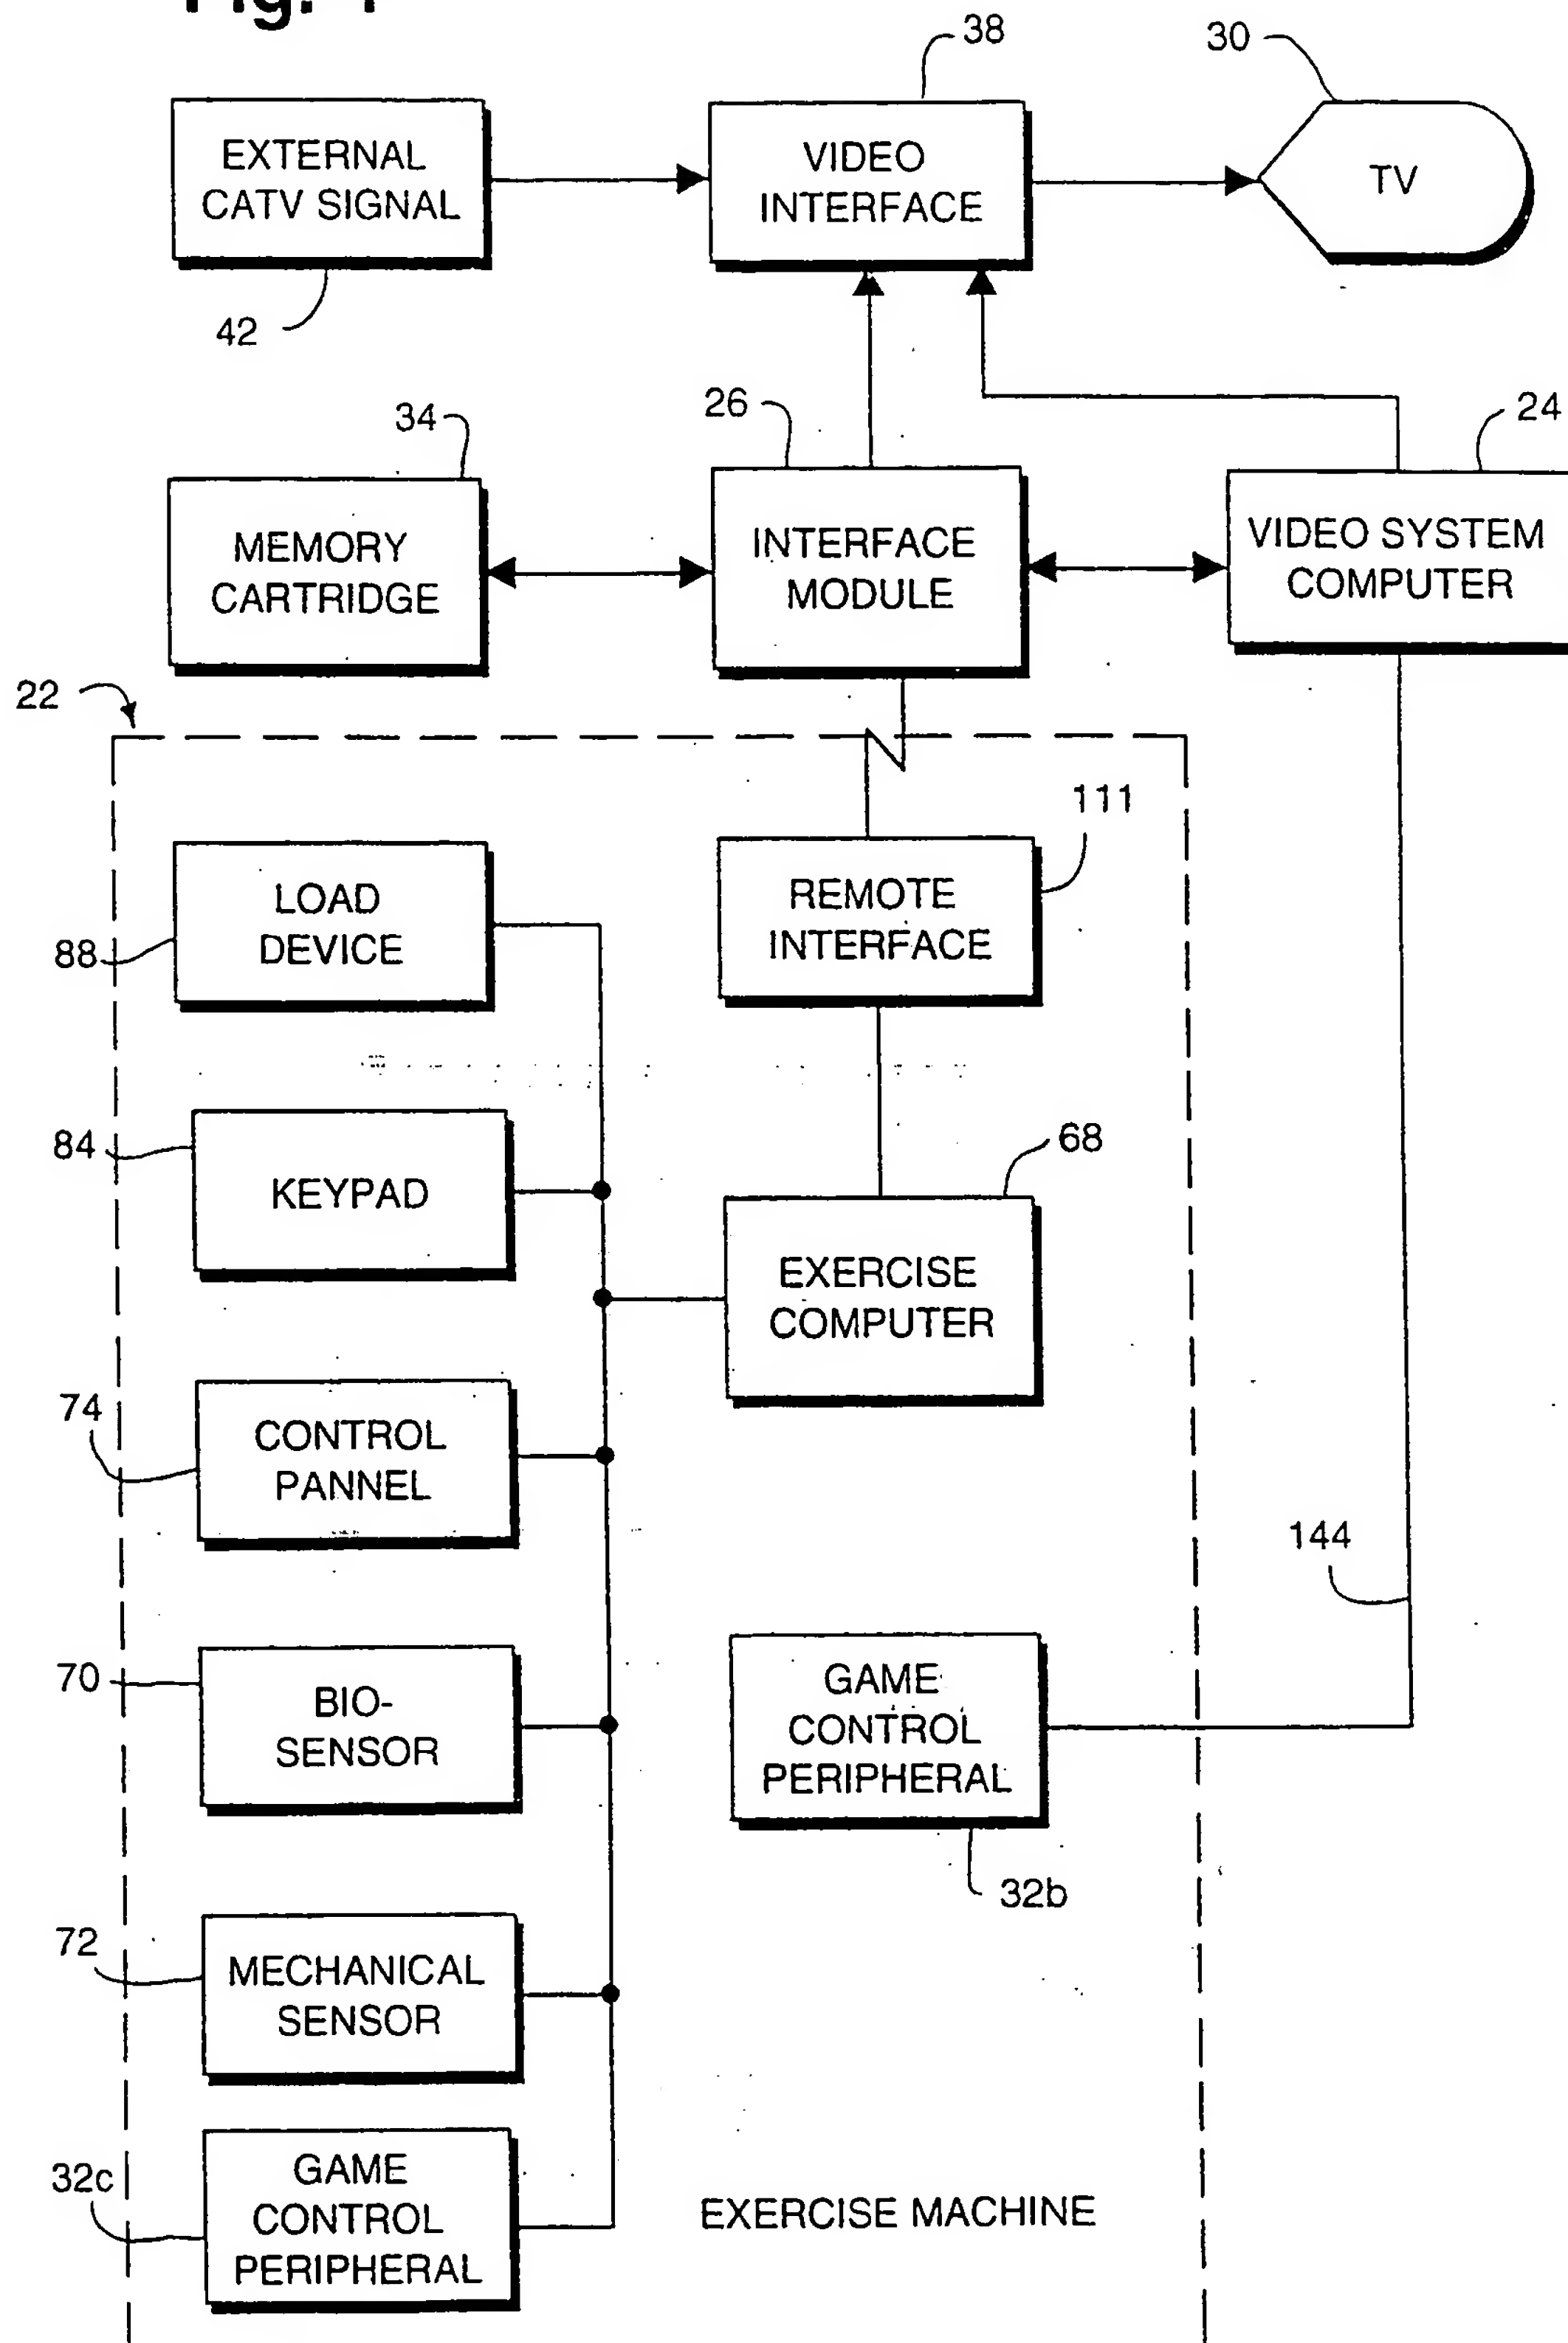 38
30
EXTERNAL
CATV SIGNAL
VIDEO
INTERFACE
TV
42
34
26
24
MEMORY
CARTRIDGE
INTERFACE
MODULE
VIDEO SYSTEM
COMPUTER
22
111
LOAD
DEVICE
88
REMOTE
INTERFACE
84
KEYPAD
68
EXERCISE
COMPUTER
74
CONTROL
PANNEL
144
70
BIO-
SENSOR
GAME
CONTROL
PERIPHERAL
32b
72
MECHANICAL
SENSOR
32c
GAME
CONTROL
PERIPHERAL
EXERCISE MACHINE